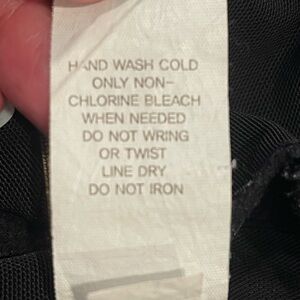 HAND WASH COLD
ONLY NON-
CHLORINE BLEACH
WHEN NEEDED
DO NOT WRING
OR TWIST
LINE DRY
DO NOT IRON